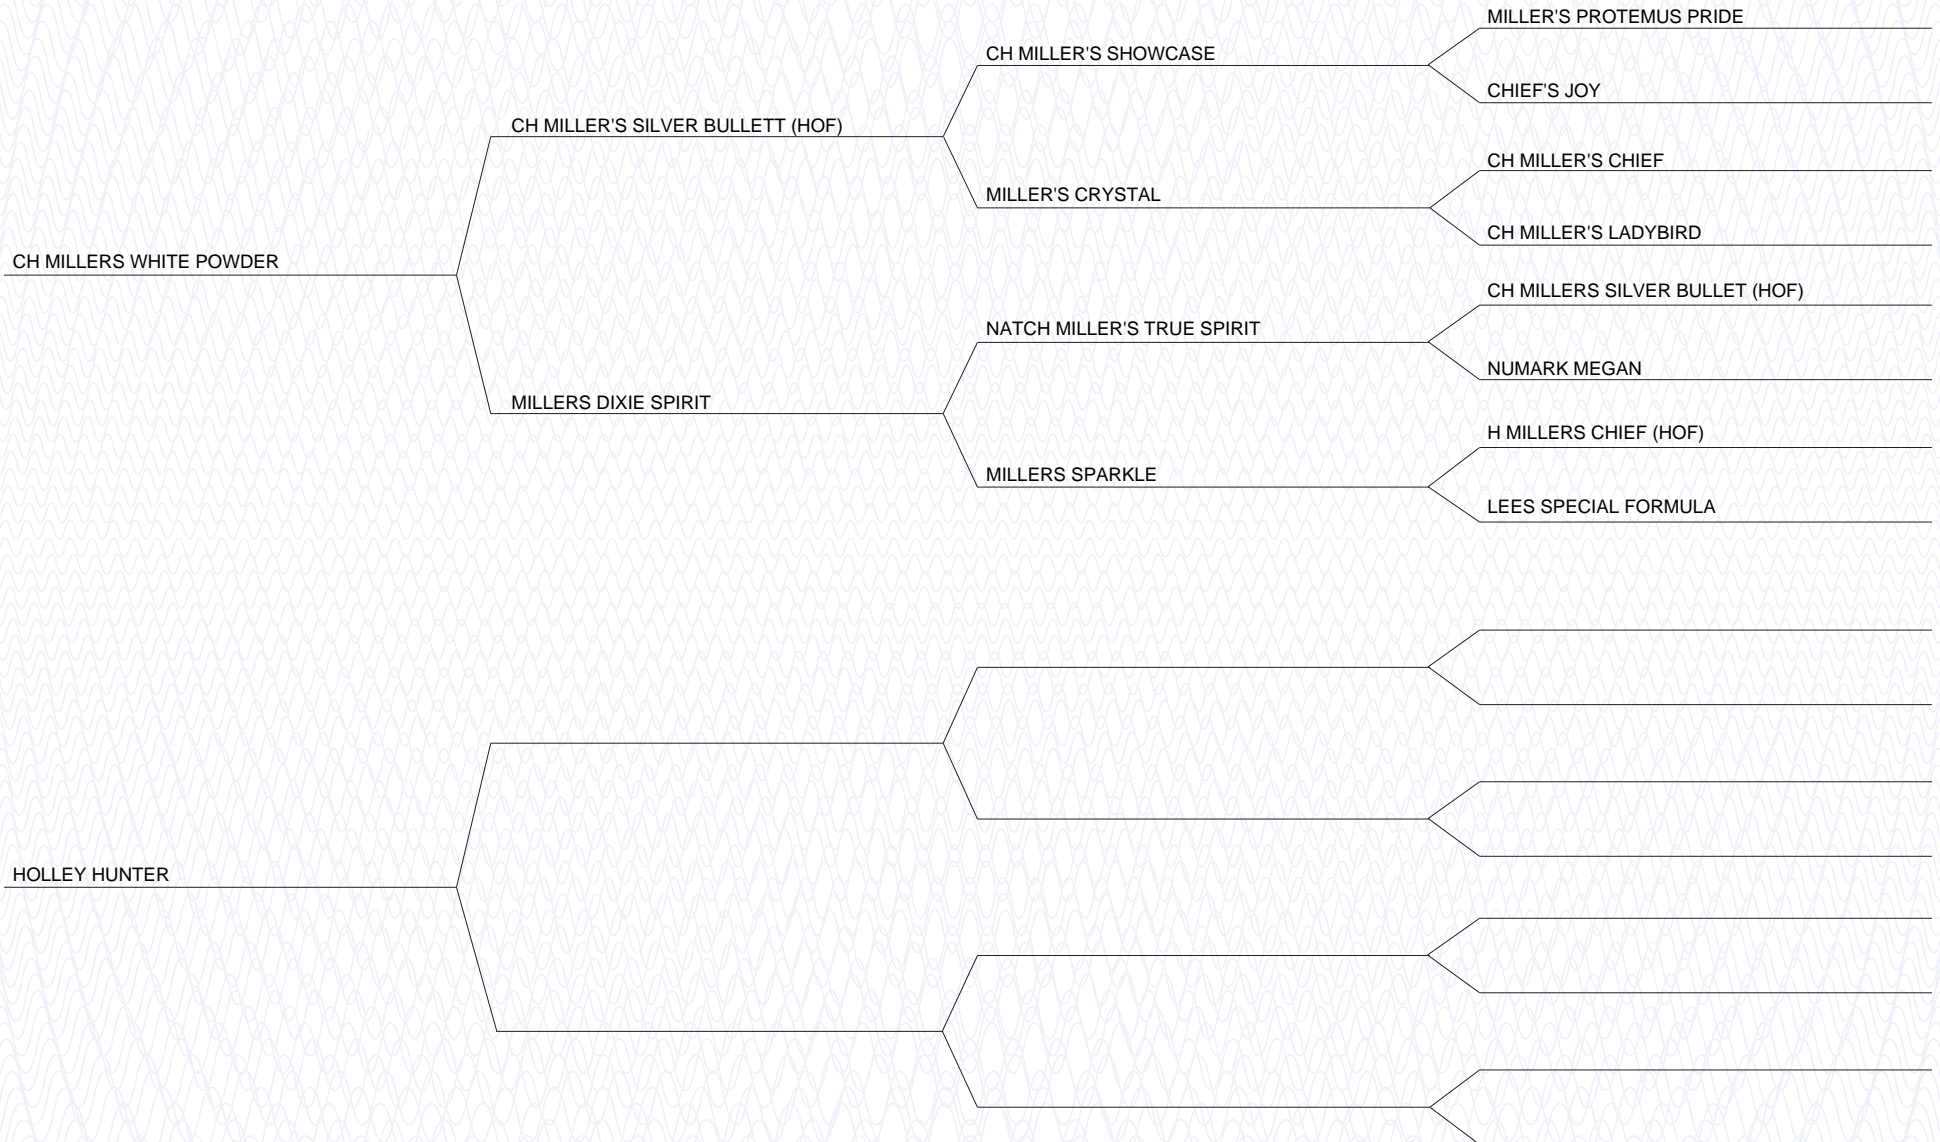 MILLER'S PROTEMUS PRIDE
CH MILLER'S SHOWCASE
CHIEF'S JOY
CH MILLER'S SILVER BULLETT (HOF)
CH MILLER'S CHIEF
MILLER'S CRYSTAL
CH MILLER'S LADYBIRD
CH MILLERS WHITE POWDER
CH MILLERS SILVER BULLET (HOF)
NATCH MILLER'S TRUE SPIRIT
NUMARK MEGAN
MILLERS DIXIE SPIRIT
H MILLERS CHIEF (HOF)
MILLERS SPARKLE
LEES SPECIAL FORMULA
HOLLEY HUNTER